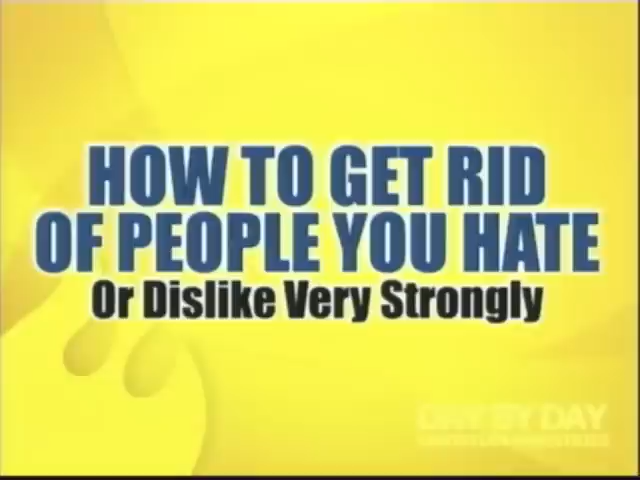 HOW TO GET RID
OF PEOPLE YOU HATE
Or Dislike Very Strongly
DAY BY DAY